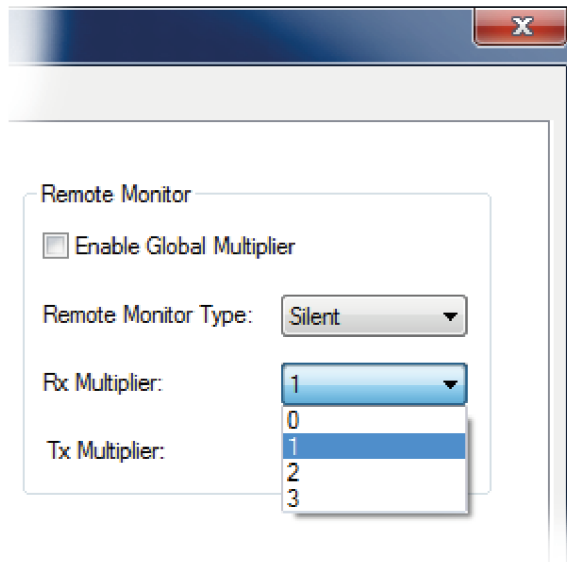 Remote Monitor
Enable Global Multiplier
Remote Monitor Type: Silent
Rx Multiplier: 1
0
1
Tx Multiplier:
2
3